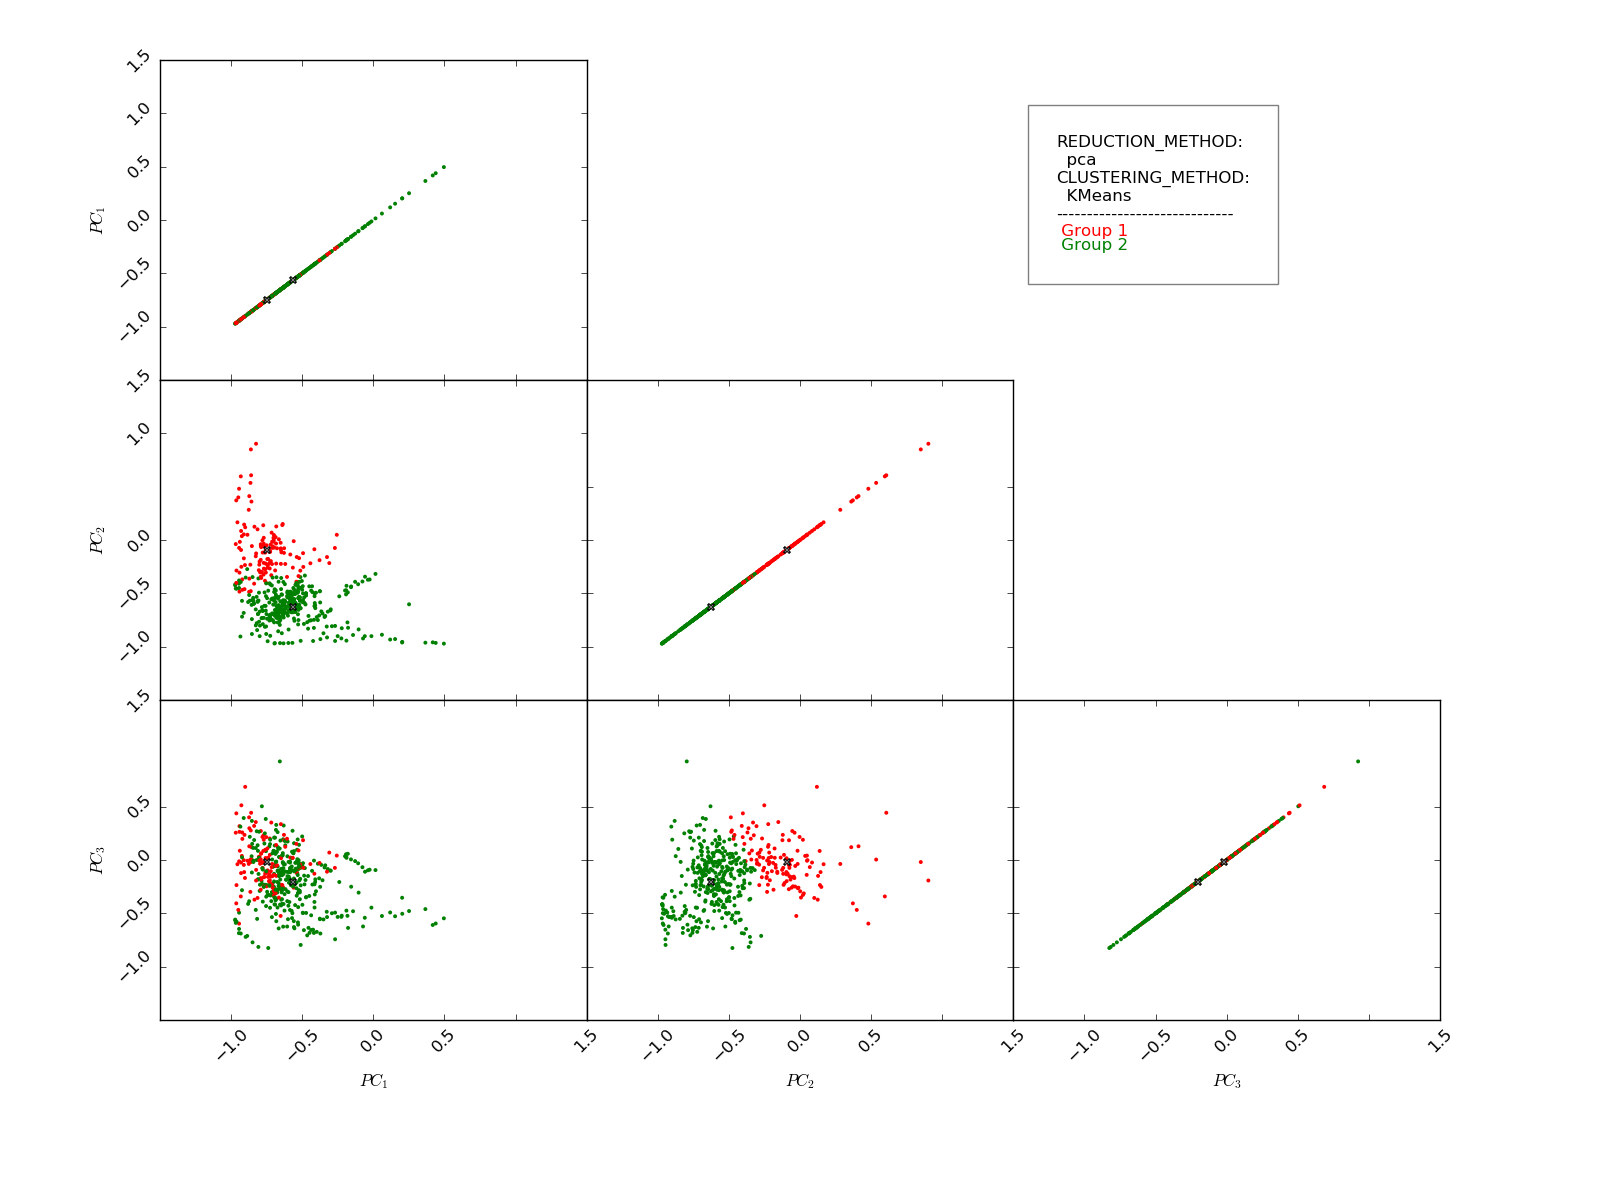 1.5
1.0
0.5
0.0
−0.5
−1.0
PC1
REDUCTION_METHOD:
pca
CLUSTERING_METHOD:
KMeans
-----------------------------
Group 1
Group 2
1.5
1.0
0.0
−0.5
−1.0
PC2
1.5
0.5
0.0
−0.5
−1.0
PC3
−1.0 −0.5 0.0 0.5 1.5 −1.0 −0.5 0.0 0.5 1.5 −1.0 −0.5 0.0 0.5 1.5
PC1 PC2 PC3